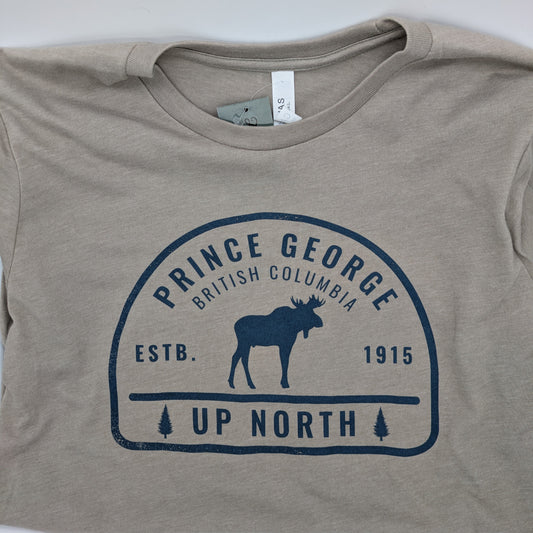 PRINCE GEORGE
BRITISH COLUMBIA
ESTB. 1915
UP NORTH